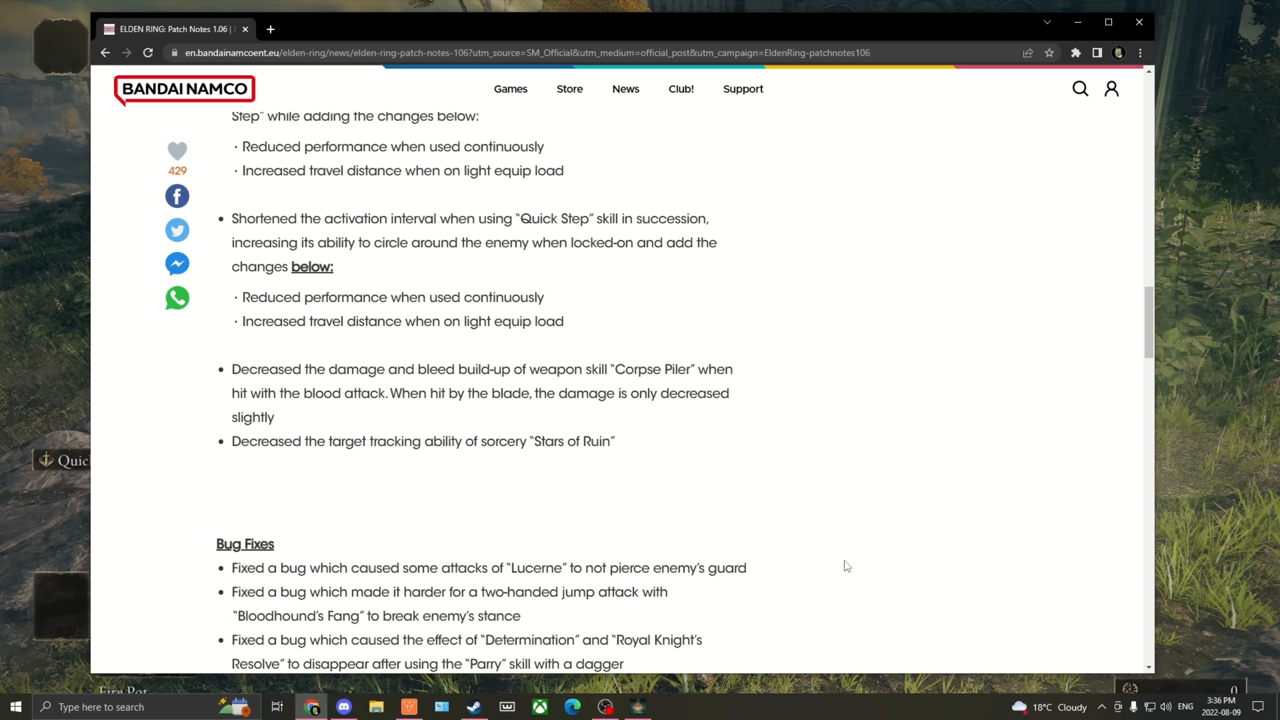 ELDEN RING: Patch Notes 1.06 |
en.bandainamcoent.eu/elden-ring/news/elden-ring-patch-notes-106?utm_source=SM_Official&utm_medium=official_post&utm_campaign=EldenRing-patchnotes106
BANDAI NAMCO
Games Store News Club! Support
Step” while adding the changes below:
429
· Reduced performance when used continuously
· Increased travel distance when on light equip load
• Shortened the activation interval when using “Quick Step” skill in succession,
increasing its ability to circle around the enemy when locked-on and add the
changes below:
· Reduced performance when used continuously
· Increased travel distance when on light equip load
• Decreased the damage and bleed build-up of weapon skill “Corpse Piler” when
hit with the blood attack. When hit by the blade, the damage is only decreased
slightly
• Decreased the target tracking ability of sorcery “Stars of Ruin”
Quic
Bug Fixes
• Fixed a bug which caused some attacks of “Lucerne” to not pierce enemy’s guard
• Fixed a bug which made it harder for a two-handed jump attack with
“Bloodhound’s Fang” to break enemy’s stance
• Fixed a bug which caused the effect of “Determination” and “Royal Knight’s
Resolve” to disappear after using the “Parry” skill with a dagger
Fire Pot
0
Type here to search
18°C Cloudy
3:36 PM
2022-08-09